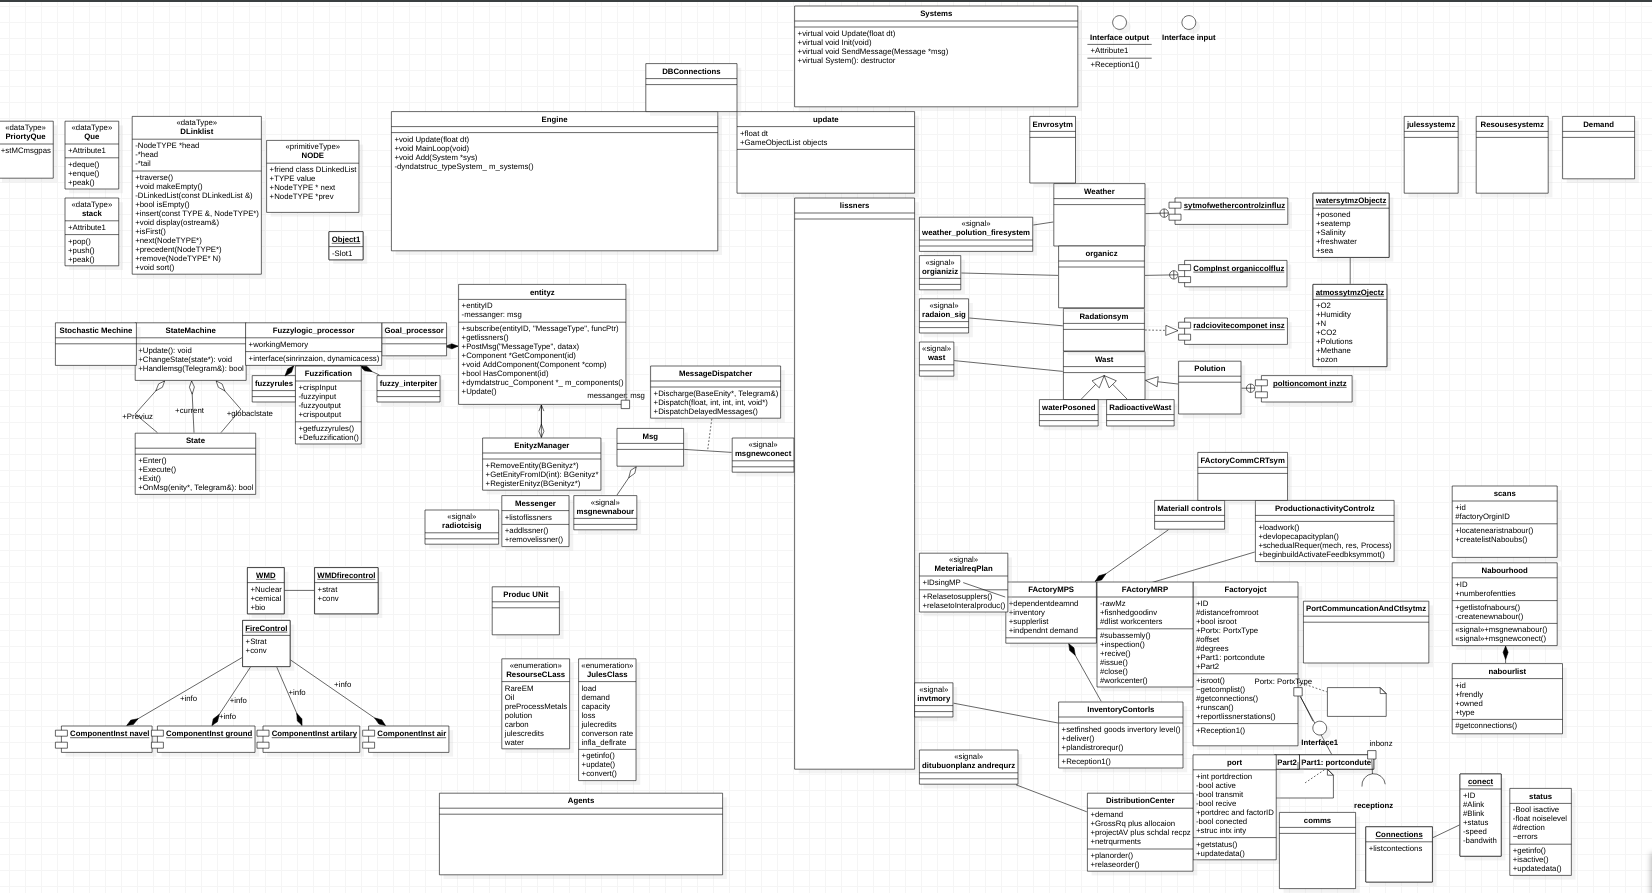 Systems
+virtual void Update(float dt)
+virtual void Init(void)
+virtual void SendMessage(Message *msg)
+virtual System(): destructor
Interface output
+Attribute1
+Reception1()
Interface input
DBConnections
«dataType»
PriortyQue
+stMCmsgpas
«dataType»
Que
+Attribute1
+deque()
+enque()
+peak()
«dataType»
stack
+Attribute1
+pop()
+push()
+peak()
«dataType»
DLinklist
-NodeTYPE *head
-*head
-*tail
+traverse()
+void makeEmpty()
-DLinkedList(const DLinkedList &)
+bool isEmpty()
+insert(const TYPE &, NodeTYPE*)
+void display(ostream&)
+isFirst()
+next(NodeTYPE*)
+precedent(NodeTYPE*)
+remove(NodeTYPE* N)
+void sort()
«primitiveType»
NODE
+friend class DLinkedList
+TYPE value
+NodeTYPE * next
+NodeTYPE *prev
Object1
-Slot1
Engine
+void Update(float dt)
+void MainLoop(void)
+void Add(System *sys)
-dyndatstruc_typeSystem_ m_systems()
update
+float dt
+GameObjectList objects
Envrosytm
julessystemz
Resousesystemz
Demand
lissners
Weather
«signal»
weather_polution_firesystem
sytmofwethercontrolzinfluz
organicz
«signal»
orgianiziz
CompInst organiccolfluz
«signal»
radaion_sig
Radationsym
radciovitecomponet insz
«signal»
wast
Wast
Polution
poltioncomont inztz
waterPosoned
RadioactiveWast
watersytmzObjectz
+posoned
+seatemp
+Salinity
+freshwater
+sea
atmossytmzOjectz
+O2
+Humidity
+N
+CO2
+Polutions
+Methane
+ozon
Stochastic Mechine
StateMachine
+Update(): void
+ChangeState(state*): void
+Handlemsg(Telegram&): bool
Fuzzylogic_processor
+workingMemory
+interface(sinrinzaion, dynamicacess)
Goal_processor
fuzzyrules
Fuzzification
+crispInput
-fuzzyinput
-fuzzyoutput
+crispoutput
+getfuzzyrules()
+Defuzzification()
fuzzy_interpiter
+Previuz
+current
+globaclstate
State
+Enter()
+Execute()
+Exit()
+OnMsg(enity*, Telegram&): bool
entityz
+entityID
-messanger: msg
+subscribe(entityID, "MessageType", funcPtr)
+getlissners()
+PostMsg("MessageType", datax)
+Component *GetComponent(id)
+void AddComponent(Component *comp)
+bool HasComponent(id)
+dymdatstruc_Component *_ m_components()
+Update()
messanger: msg
MessageDispatcher
+Discharge(BaseEnity*, Telegram&)
+Dispatch(float, int, int, int, void*)
+DispatchDelayedMessages()
EnityzManager
+RemoveEntity(BGenityz*)
+GetEnityFromID(int): BGenityz*
+RegisterEnityz(BGenityz*)
Msg
«signal»
msgnewconect
«signal»
radiotcisig
Messenger
+listoflissners
+addlssner()
+removelissner()
«signal»
msgnewnabour
WMD
+Nuclear
+cemical
+bio
WMDfirecontrol
+strat
+conv
FireControl
+Strat
+conv
+info
+info
+info
+info
ComponentInst navel
ComponentInst ground
ComponentInst artilary
ComponentInst air
Produc UNit
«enumeration»
ResourseCLass
RareEM
Oil
preProcessMetals
polution
carbon
julescredits
water
«enumeration»
JulesClass
load
demand
capacity
loss
julecredits
converson rate
infla_deflrate
+getinfo()
+update()
+convert()
Agents
FActoryCommCRTsym
Materiall controls
ProductionactivityControlz
+loadwork()
+devlopecapacityplan()
+schedualRequer(mech, res, Process)
+beginbuildActivateFeedbksymmot()
scans
+id
#factoryOrginID
+locatenearistnabour()
+createlistNaboubs()
Nabourhood
+ID
+numberofentties
+getlistofnabours()
-createnewnabour()
«signal»+msgnewnabour()
«signal»+msgnewconect()
nabourlist
+id
+frendly
+owned
+type
#getconnections()
«signal»
MeterialreqPlan
+IDsingMP
+Relasetosupplers()
+relasetoInteralproduc()
FActoryMPS
+dependentdeamnd
+inventory
+supplerlist
+indpendnt demand
FActoryMRP
-rawMz
+fishnedgoodinv
#dlist workcenters
#subassemly()
+inspection()
+recive()
#issue()
#close()
#workcenter()
Factoryojct
+ID
#distancefromroot
+bool isroot
+Portx: PortxType
#offset
#degrees
+Part1: portcondute
+Part2
+isroot()
~getcomplist()
#getconnections()
+runscan()
+reportlissnerstations()
+Reception1()
PortCommuncationAndCtlsytmz
Portx: PortxType
Interface1
inbonz
«signal»
invtmory
InventoryContorls
+setfinshed goods invertory level()
+deliver()
+plandistrorequr()
+Reception1()
«signal»
ditubuonplanz andrequrz
DistributionCenter
+demand
+GrossRq plus allocaion
+projectAV plus schdal recpz
+netrqurments
+planorder()
+relaseorder()
port
+int portdrection
-bool active
-bool transmit
-bool recive
+portdrec and factorID
-bool conected
+struc intx inty
+getstatus()
+updatedata()
Part2
Part1: portcondute
receptionz
comms
Connections
+listcontections
conect
+ID
#Alink
#Blink
+status
-speed
-bandwith
status
-Bool isactive
-float noiselevel
#drection
~errors
+getinfo()
+isactive()
+updatedata()